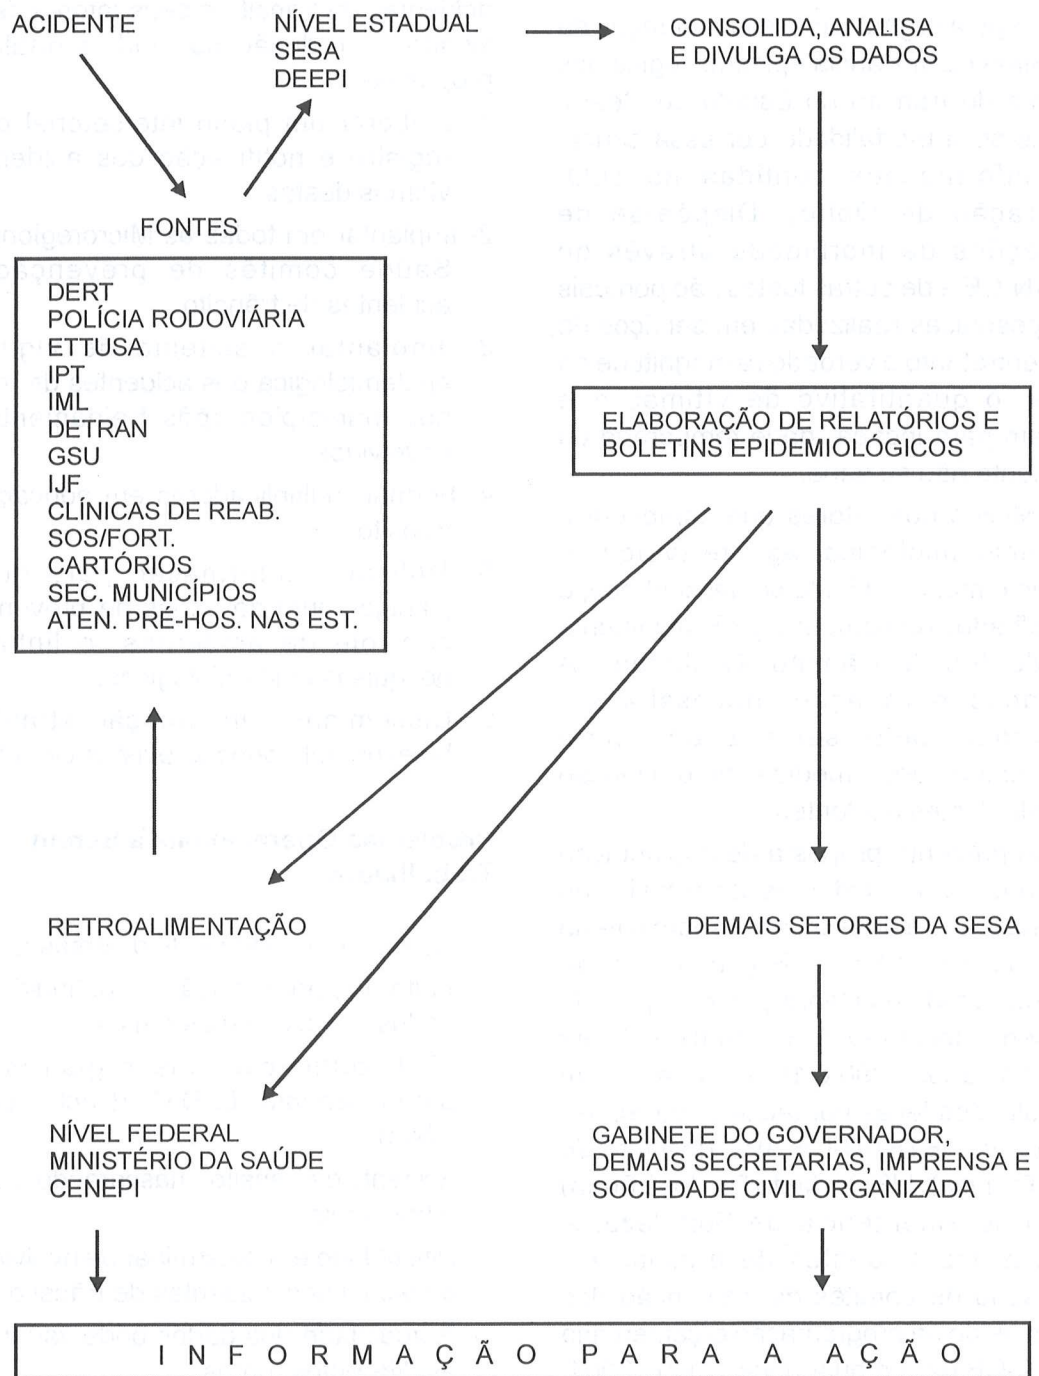 ACIDENTE
NÍVEL ESTADUAL
SESA
DEEPI
CONSOLIDA, ANALISA
E DIVULGA OS DADOS
FONTES
DERT
POLÍCIA RODOVIÁRIA
ETTUSA
IPT
IML
DETRAN
GSU
IJF
CLÍNICAS DE REAB.
SOS/FORT.
CARTÓRIOS
SEC. MUNICÍPIOS
ATEN. PRÉ-HOS. NAS EST.
ELABORAÇÃO DE RELATÓRIOS E
BOLETINS EPIDEMIOLÓGICOS
RETROALIMENTAÇÃO
DEMAIS SETORES DA SESA
NÍVEL FEDERAL
MINISTÉRIO DA SAÚDE
CENEPI
GABINETE DO GOVERNADOR,
DEMAIS SECRETARIAS, IMPRENSA E
SOCIEDADE CIVIL ORGANIZADA
INFORMAÇÃO PARA A AÇÃO